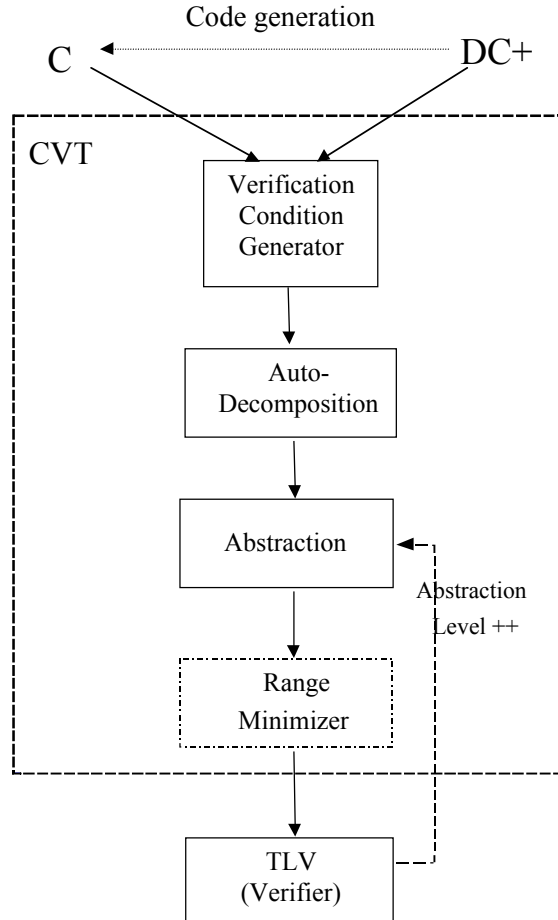 Code generation
C
DC+
CVT
Verification
Condition
Generator
Auto-
Decomposition
Abstraction
Abstraction
Level ++
Range
Minimizer
TLV
(Verifier)